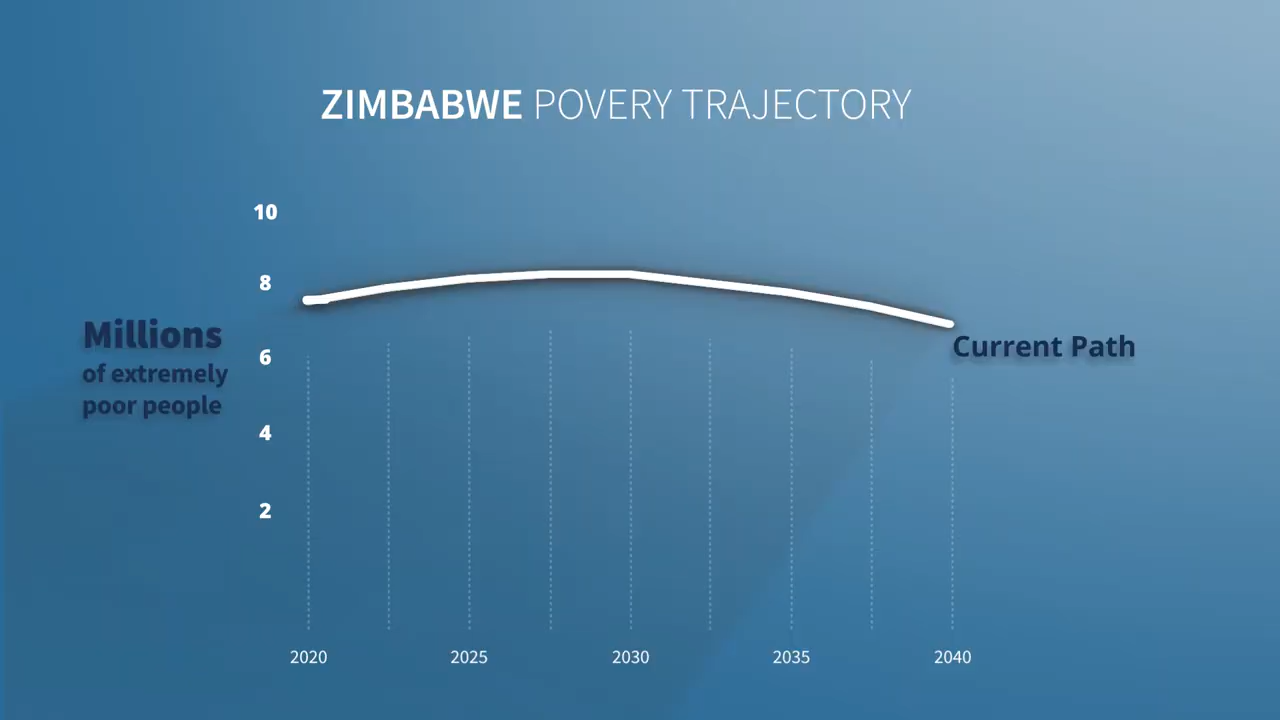 ZIMBABWE POVERY TRAJECTORY
10
8
6
4
2
Millions
of extremely
poor people
Current Path
2020 2025 2030 2035 2040